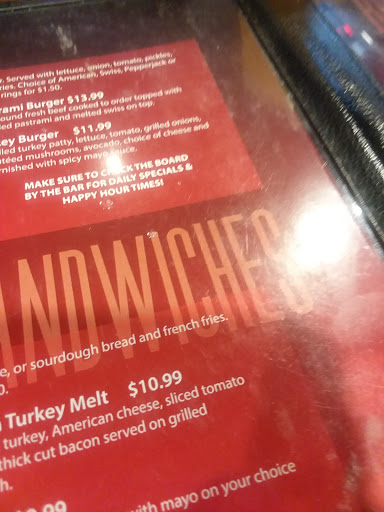 Served with lettuce, onion, tomato, pickles,
ries. Choice of American, Swiss, Pepperjack or
rings for $1.50.
rami Burger $13.99
ound fresh beef cooked to order topped with
led pastrami and melted swiss on top.
key Burger $11.99
illed turkey patty, lettuce, tomato, grilled onions,
utéed mushrooms, avocado, choice of cheese and
rnished with spicy mayo sauce.
MAKE SURE TO CHECK THE BOARD
BY THE BAR FOR DAILY SPECIALS &
HAPPY HOUR TIMES!
NDWICHES
e, or sourdough bread and french fries.
0.
Turkey Melt $10.99
turkey, American cheese, sliced tomato
thick cut bacon served on grilled
h.
with mayo on your choice